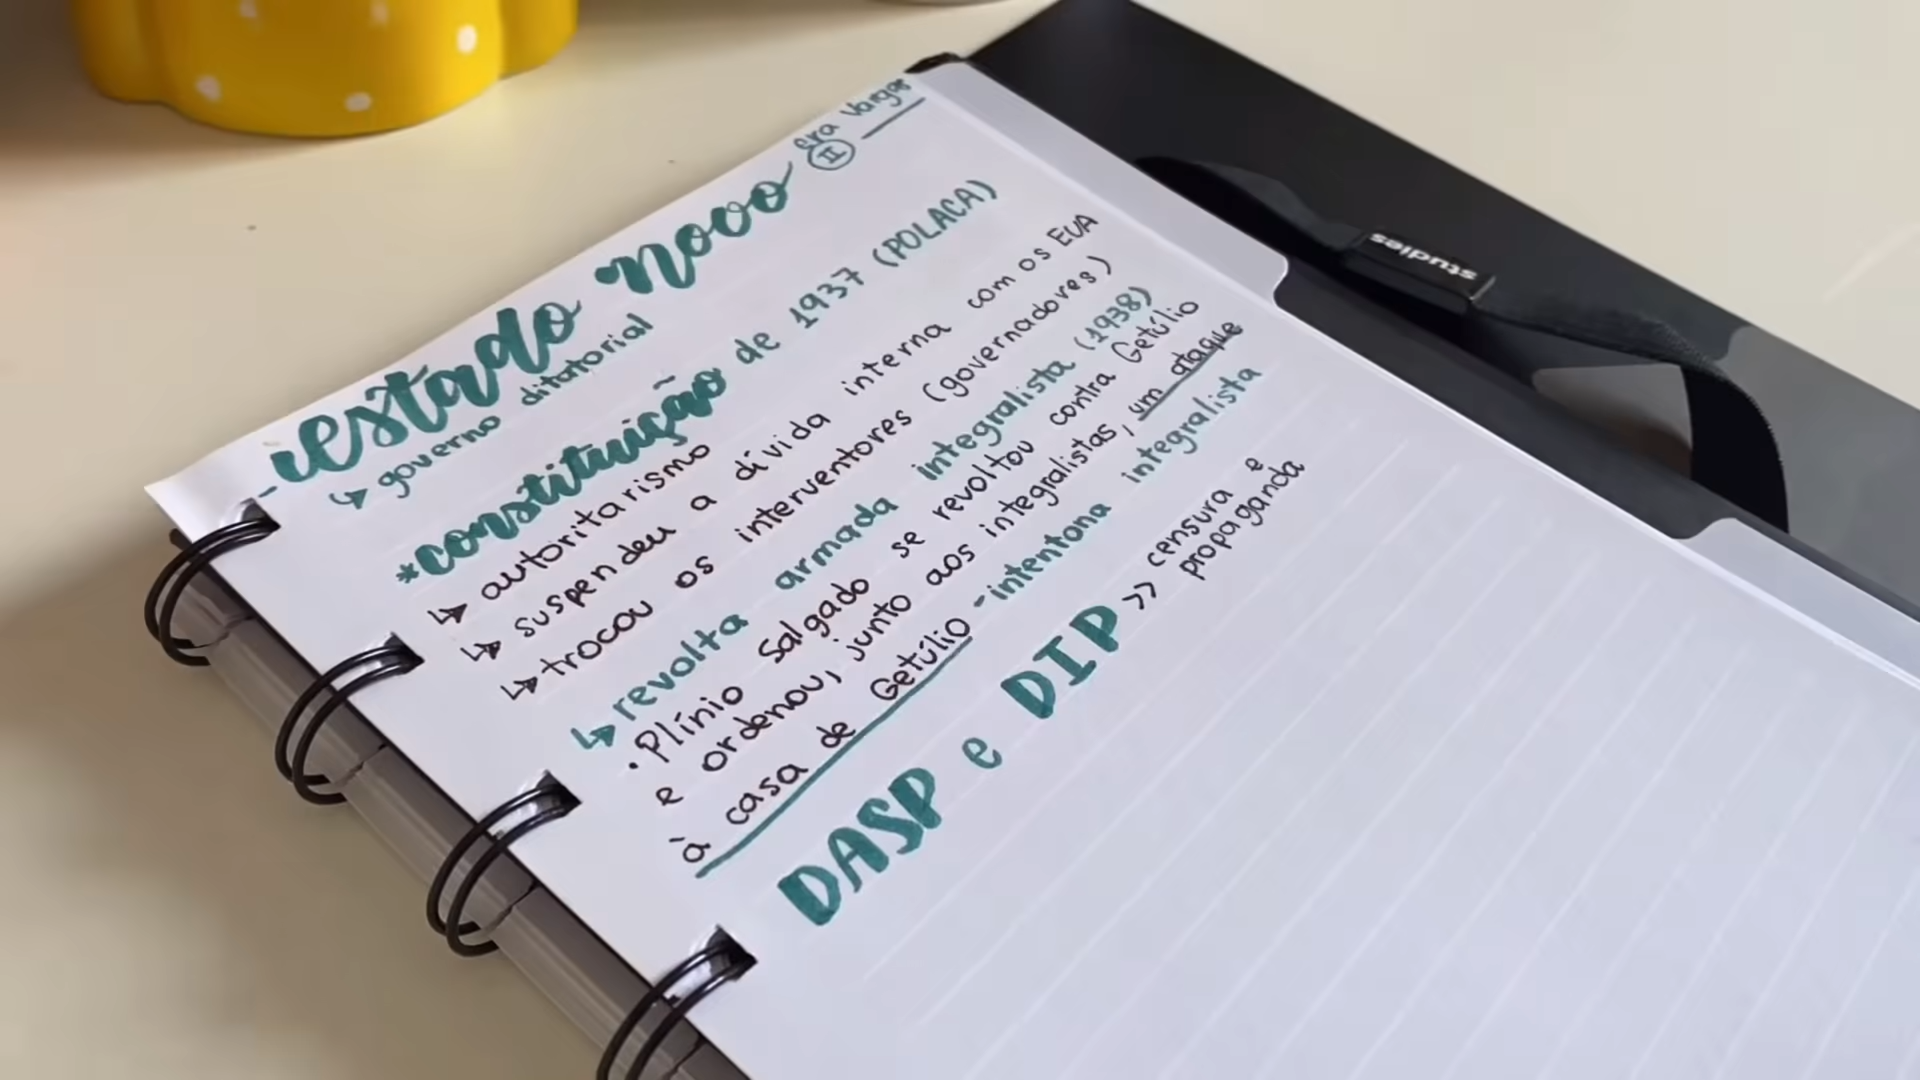 Era Vargas
II
- estado novo
↳ governo ditatorial
*constituição de 1937 (POLACA)
↳ autoritarismo
↳ suspendeu a dívida interna com os EUA
↳ trocou os interventores (governadores)
↳ revolta armada integralista (1938)
• Plínio Salgado se revoltou contra Getúlio
e ordenou, junto aos integralistas, um ataque
à casa de Getúlio - intentona integralista
DASP e DIP >> censura e
propaganda
studies